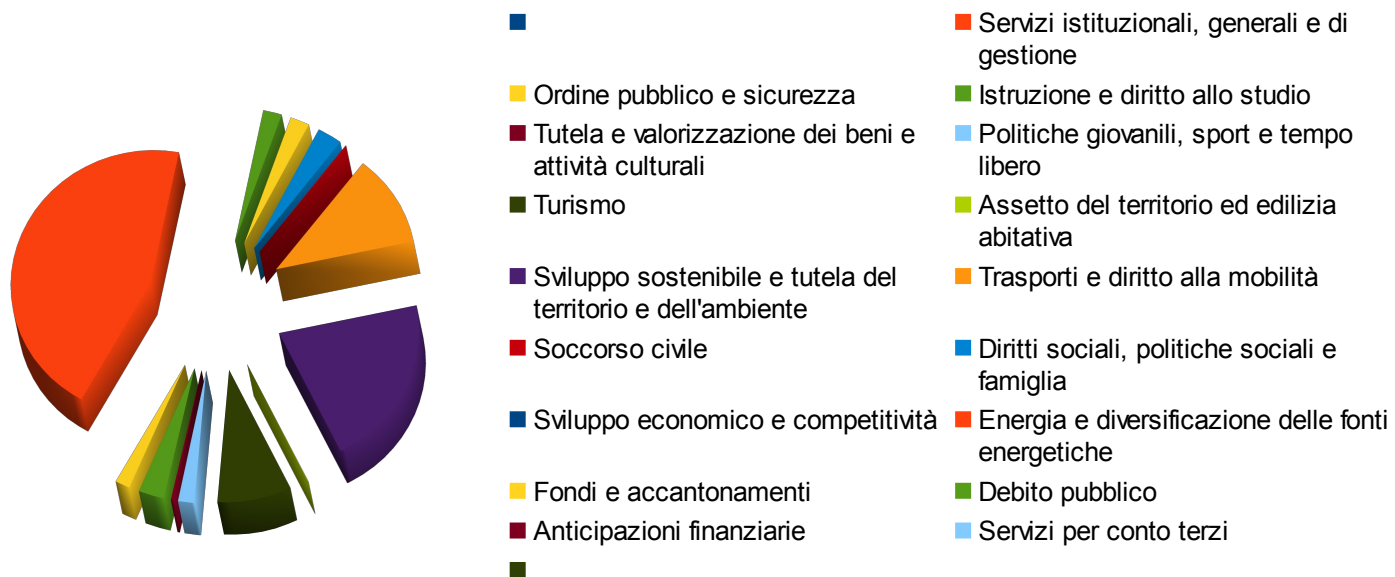 Servizi istituzionali, generali e di
gestione
Ordine pubblico e sicurezza
Istruzione e diritto allo studio
Tutela e valorizzazione dei beni e
attività culturali
Politiche giovanili, sport e tempo
libero
Turismo
Assetto del territorio ed edilizia
abitativa
Sviluppo sostenibile e tutela del
territorio e dell'ambiente
Trasporti e diritto alla mobilità
Soccorso civile
Diritti sociali, politiche sociali e
famiglia
Sviluppo economico e competitività
Energia e diversificazione delle fonti
energetiche
Fondi e accantonamenti
Debito pubblico
Anticipazioni finanziarie
Servizi per conto terzi